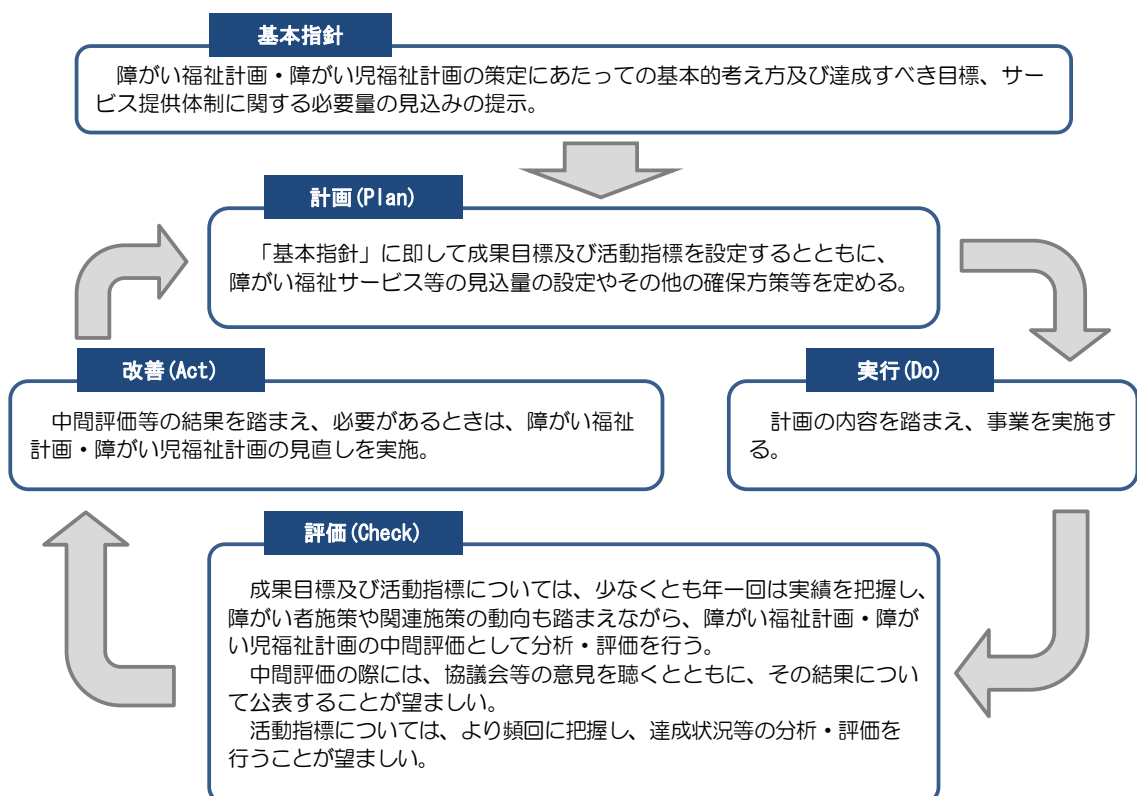 基本指針
障がい福祉計画・障がい児福祉計画の策定にあたっての基本的考え方及び達成すべき目標、サー
ビス提供体制に関する必要量の見込みの提示。
計画(Plan)
「基本指針」に即して成果目標及び活動指標を設定するとともに、
障がい福祉サービス等の見込量の設定やその他の確保方策等を定める。
改善(Act)
中間評価等の結果を踏まえ、必要があるときは、障がい福祉
計画・障がい児福祉計画の見直しを実施。
実行(Do)
計画の内容を踏まえ、事業を実施す
る。
評価(Check)
成果目標及び活動指標については、少なくとも年一回は実績を把握し、
障がい者施策や関連施策の動向も踏まえながら、障がい福祉計画・障が
い児福祉計画の中間評価として分析・評価を行う。
中間評価の際には、協議会等の意見を聴くとともに、その結果につい
て公表することが望ましい。
活動指標については、より頻回に把握し、達成状況等の分析・評価を
行うことが望ましい。